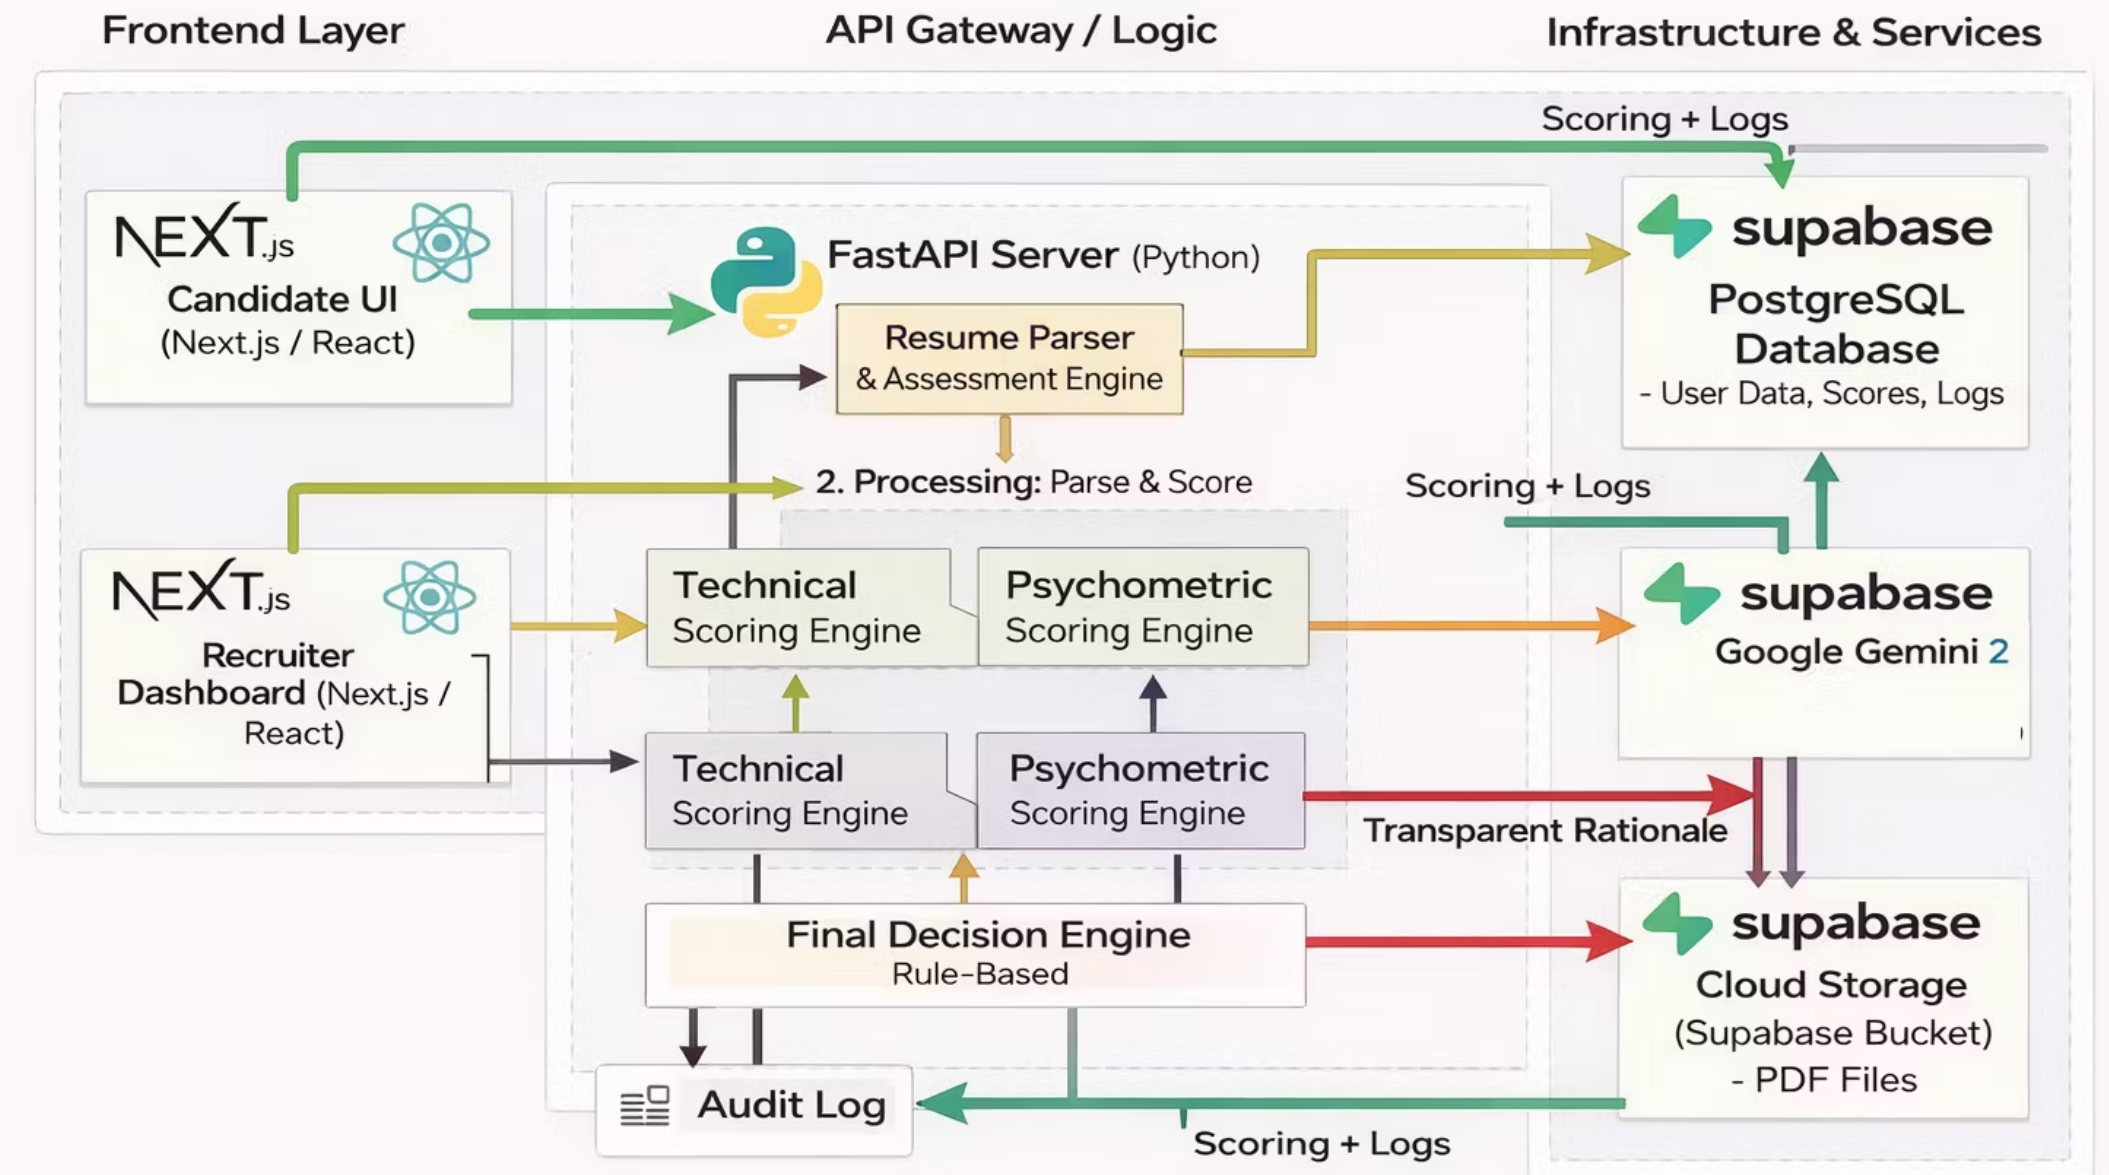 Frontend Layer
API Gateway / Logic
Infrastructure & Services
Scoring + Logs
NEXT.js
Candidate UI
(Next.js / React)
FastAPI Server (Python)
Resume Parser
& Assessment Engine
supabase
PostgreSQL
Database
- User Data, Scores, Logs
2. Processing: Parse & Score
Scoring + Logs
NEXT.js
Recruiter
Dashboard (Next.js /
React)
Technical
Scoring Engine
Psychometric
Scoring Engine
supabase
Google Gemini 2
Technical
Scoring Engine
Psychometric
Scoring Engine
Transparent Rationale
Final Decision Engine
Rule-Based
supabase
Cloud Storage
(Supabase Bucket)
- PDF Files
Audit Log
Scoring + Logs